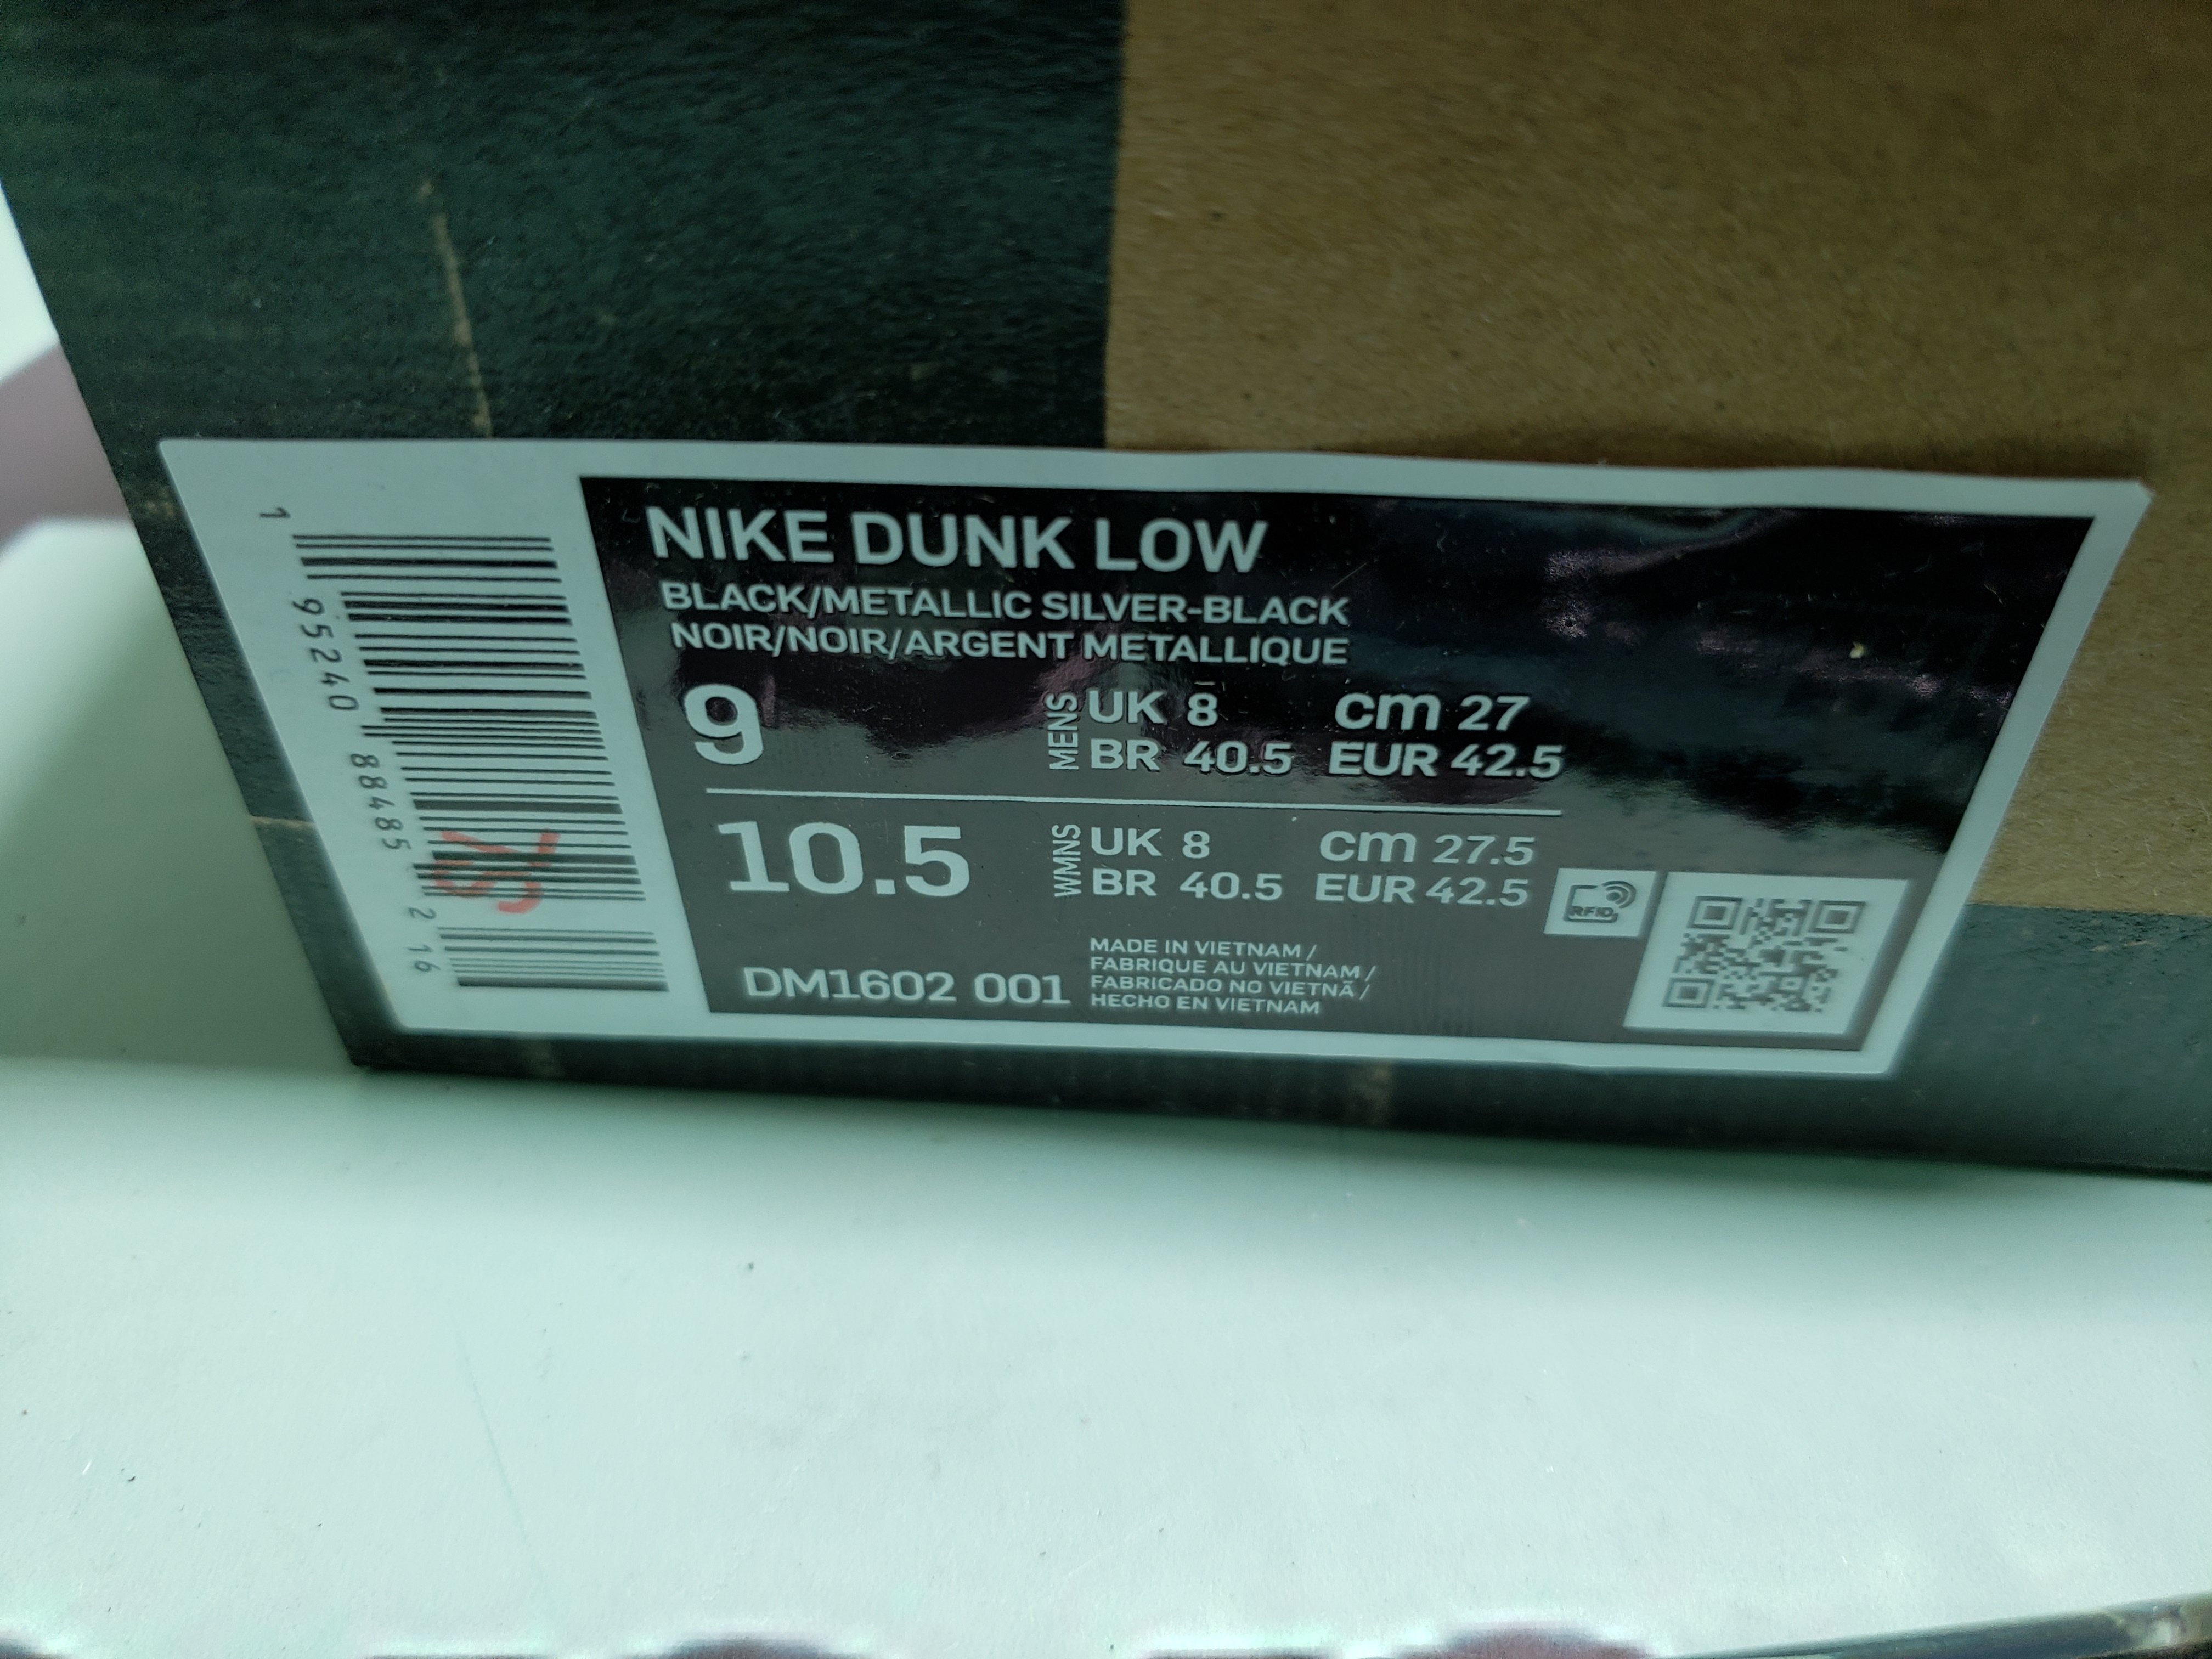 NIKE DUNK LOW
BLACK/METALLIC SILVER-BLACK
NOIR/NOIR/ARGENT METALLIQUE
9 MENS UK 8 cm 27
BR 40.5 EUR 42.5
10.5 WMNS UK 8 cm 27.5
BR 40.5 EUR 42.5
DM1602 001
MADE IN VIETNAM /
FABRIQUE AU VIETNAM /
FABRICADO NO VIETNÃ /
HECHO EN VIETNAM
RFID
1 95240 88485 2 16